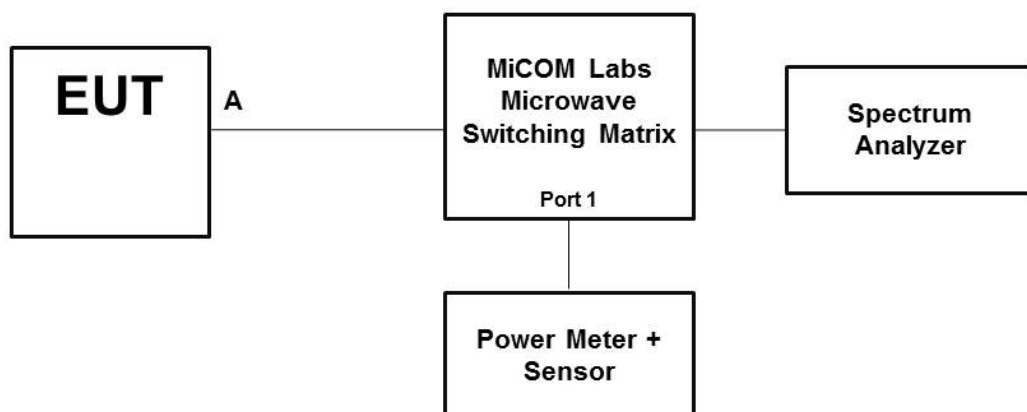 EUT
A
MiCOM Labs
Microwave
Switching Matrix
Port 1
Spectrum
Analyzer
Power Meter +
Sensor